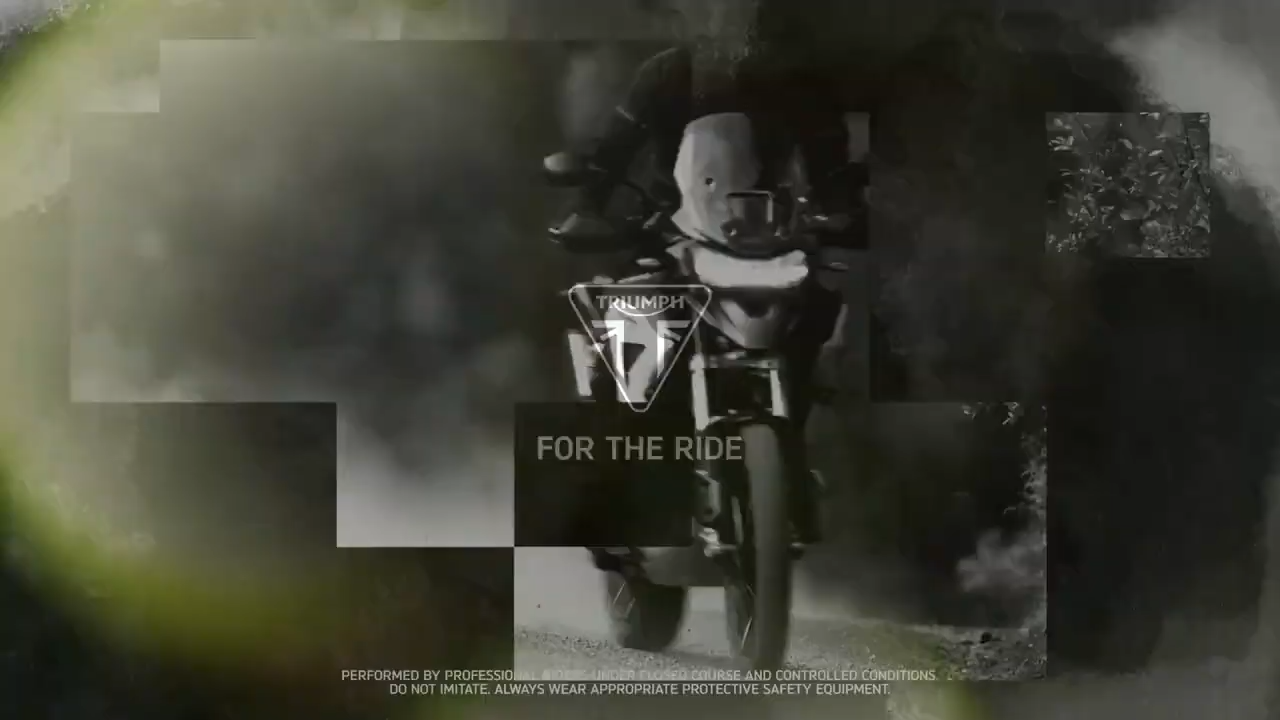 TRIUMPH
FOR THE RIDE
PERFORMED BY PROFESSIONAL RIDERS UNDER CLOSED COURSE AND CONTROLLED CONDITIONS.
DO NOT IMITATE. ALWAYS WEAR APPROPRIATE PROTECTIVE SAFETY EQUIPMENT.